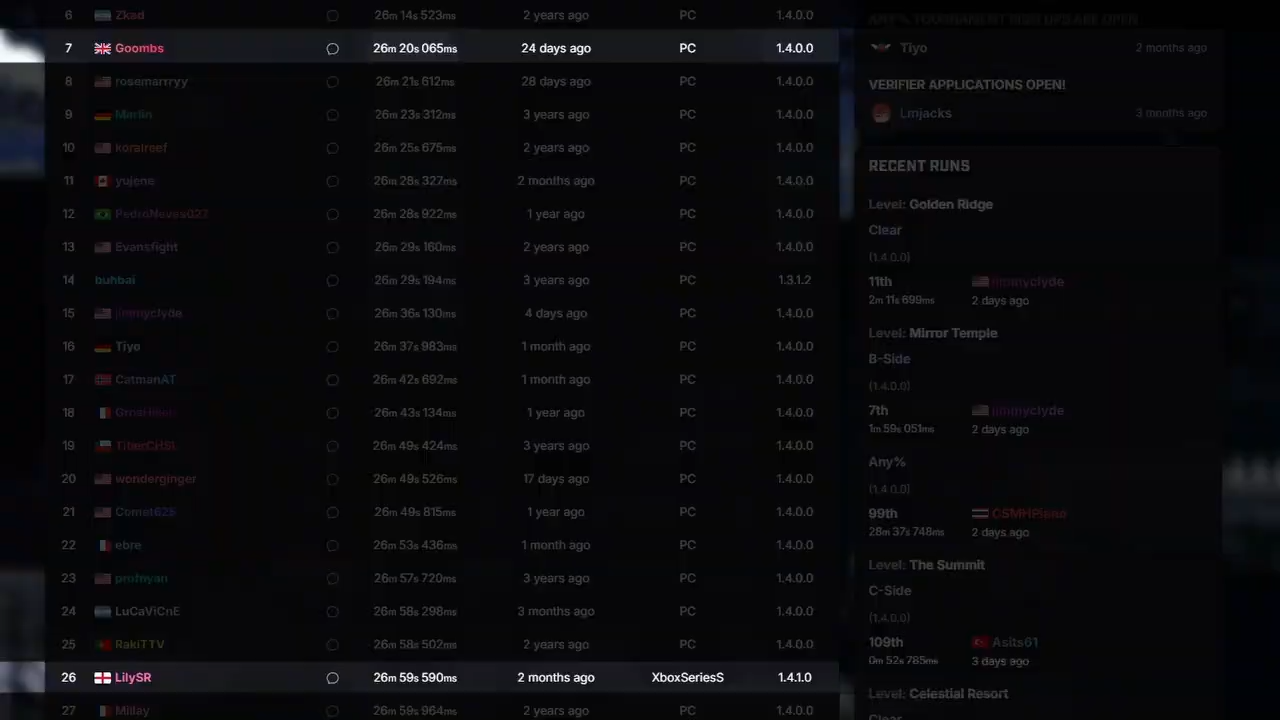 6 Zkad 26m 14s 523ms 2 years ago PC 1.4.0.0
7 Goombs 26m 20s 065ms 24 days ago PC 1.4.0.0
8 rosemarrryy 26m 21s 612ms 28 days ago PC 1.4.0.0
9 Marlin 26m 23s 312ms 3 years ago PC 1.4.0.0
10 koralreef 26m 25s 675ms 2 years ago PC 1.4.0.0
11 yujene 26m 28s 327ms 2 months ago PC 1.4.0.0
12 PedroNeves027 26m 28s 922ms 1 year ago PC 1.4.0.0
13 Evansfight 26m 29s 160ms 2 years ago PC 1.4.0.0
14 buhbai 26m 29s 194ms 3 years ago PC 1.3.1.2
15 jimmyclyde 26m 36s 130ms 4 days ago PC 1.4.0.0
16 Tiyo 26m 37s 983ms 1 month ago PC 1.4.0.0
17 CatmanAT 26m 42s 692ms 1 month ago PC 1.4.0.0
18 26m 43s 134ms 1 year ago PC 1.4.0.0
19 TiberCHSI 26m 49s 424ms 3 years ago PC 1.4.0.0
20 wonderginger 26m 49s 526ms 17 days ago PC 1.4.0.0
21 Comet625 26m 49s 815ms 1 year ago PC 1.4.0.0
22 ebre 26m 53s 436ms 1 month ago PC 1.4.0.0
23 profnyan 26m 57s 720ms 3 years ago PC 1.4.0.0
24 LuCaViCnE 26m 58s 298ms 3 months ago PC 1.4.0.0
25 RakiTTV 26m 58s 502ms 2 years ago PC 1.4.0.0
26 LilySR 26m 59s 590ms 2 months ago XboxSeriesS 1.4.1.0
27 Millay 26m 59s 964ms 2 years ago PC 1.4.0.0
ANY% TOURNAMENT SIGN UPS ARE OPEN
Tiyo 2 months ago
VERIFIER APPLICATIONS OPEN!
Lmjacks 3 months ago
RECENT RUNS
Level: Golden Ridge
Clear
(1.4.0.0)
11th jimmyclyde
2m 11s 699ms 2 days ago
Level: Mirror Temple
B-Side
(1.4.0.0)
7th jimmyclyde
1m 59s 051ms 2 days ago
Any%
(1.4.0.0)
99th OSMHPiano
28m 37s 748ms 2 days ago
Level: The Summit
C-Side
(1.4.0.0)
109th Asits61
0m 52s 785ms 3 days ago
Level: Celestial Resort
Clear